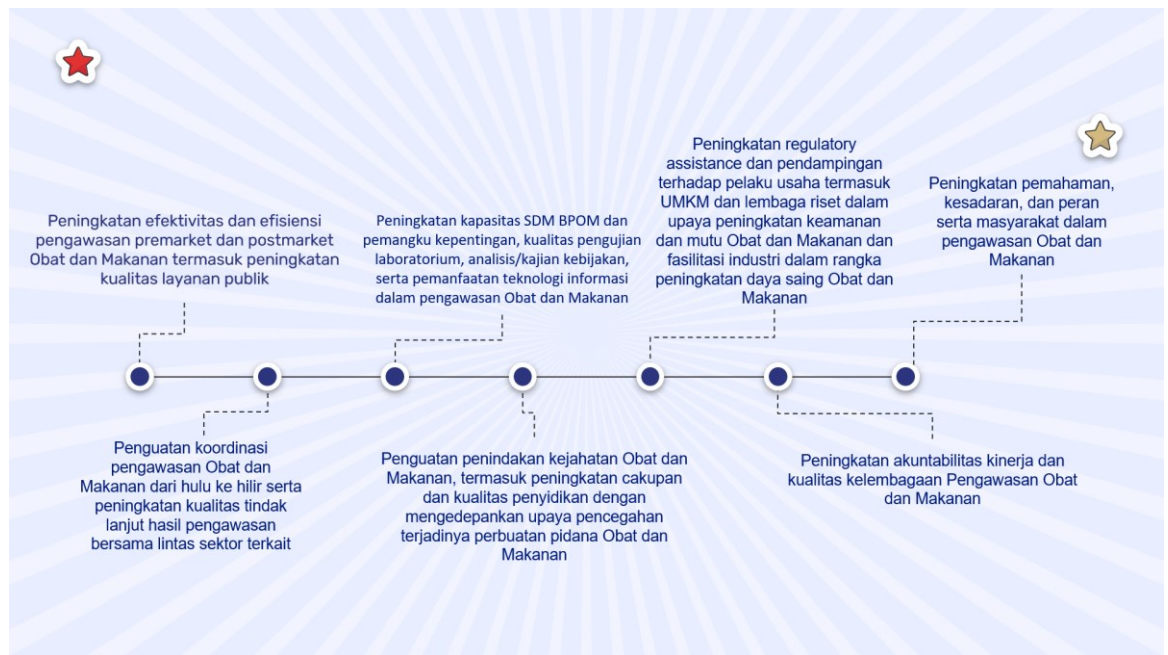 Peningkatan efektivitas dan efisiensi
pengawasan premarket dan postmarket
Obat dan Makanan termasuk peningkatan
kualitas layanan publik
Penguatan koordinasi
pengawasan Obat dan
Makanan dari hulu ke hilir serta
peningkatan kualitas tindak
lanjut hasil pengawasan
bersama lintas sektor terkait
Peningkatan kapasitas SDM BPOM dan
pemangku kepentingan, kualitas pengujian
laboratorium, analisis/kajian kebijakan,
serta pemanfaatan teknologi informasi
dalam pengawasan Obat dan Makanan
Penguatan penindakan kejahatan Obat dan
Makanan, termasuk peningkatan cakupan
dan kualitas penyidikan dengan
mengedepankan upaya pencegahan
terjadinya perbuatan pidana Obat dan
Makanan
Peningkatan regulatory
assistance dan pendampingan
terhadap pelaku usaha termasuk
UMKM dan lembaga riset dalam
upaya peningkatan keamanan
dan mutu Obat dan Makanan dan
fasilitasi industri dalam rangka
peningkatan daya saing Obat dan
Makanan
Peningkatan akuntabilitas kinerja dan
kualitas kelembagaan Pengawasan Obat
dan Makanan
Peningkatan pemahaman,
kesadaran, dan peran
serta masyarakat dalam
pengawasan Obat dan
Makanan